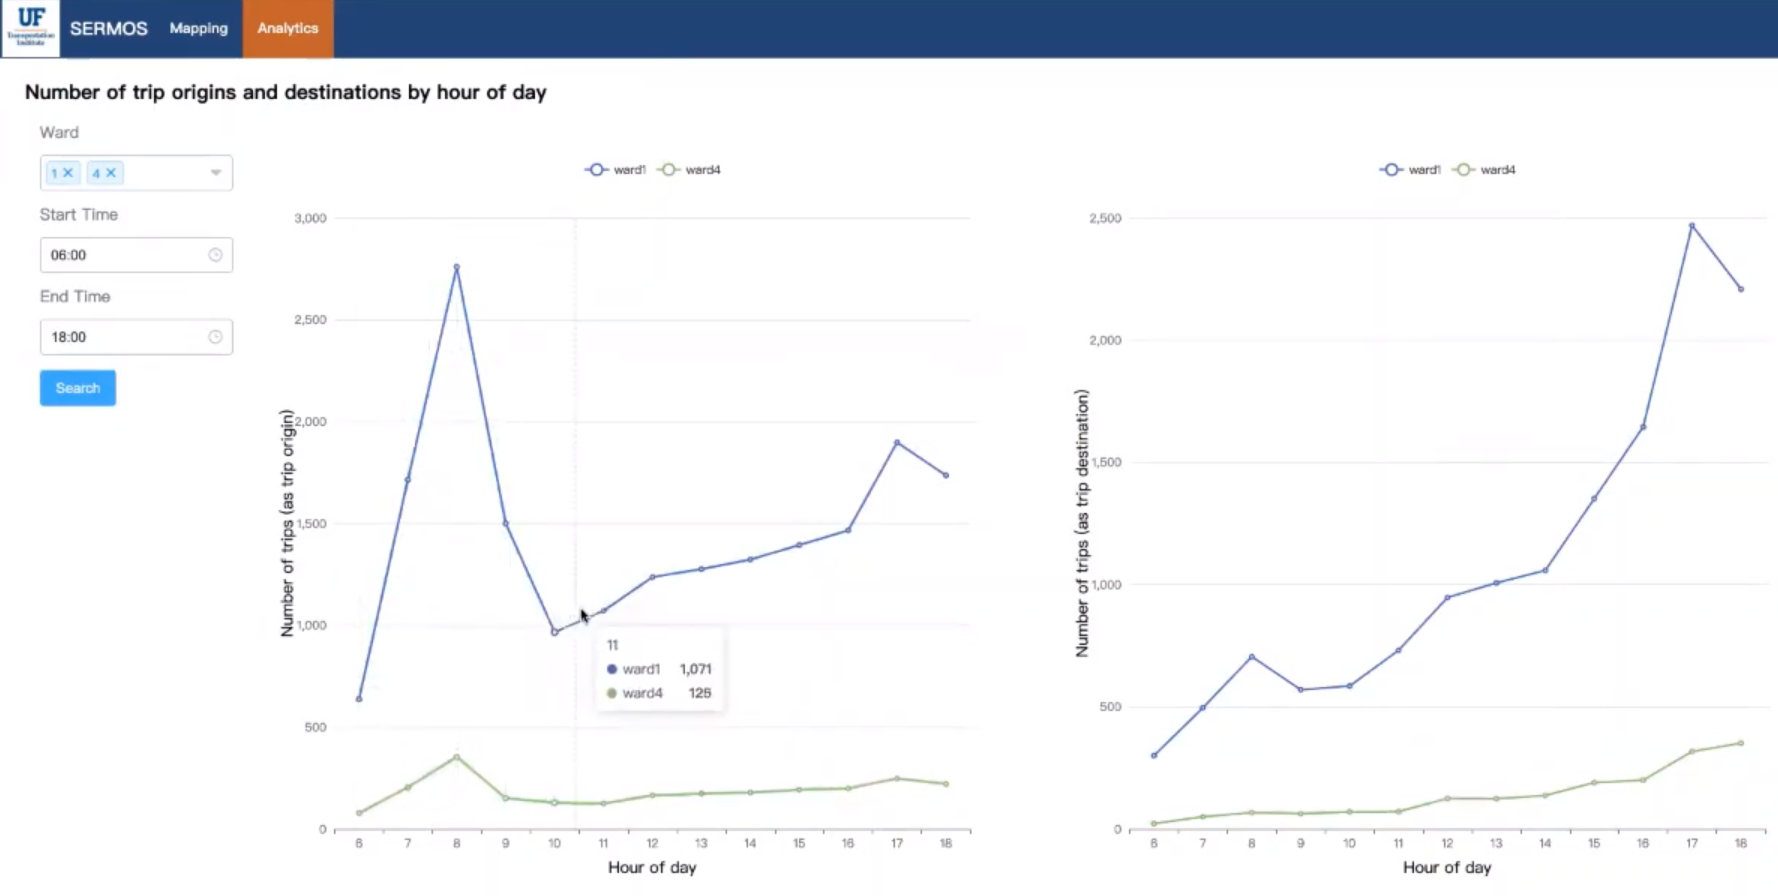 UF
Transportation
Institute
SERMOS Mapping Analytics
Number of trip origins and destinations by hour of day
Ward
1 × 4 ×
Start Time
06:00
End Time
18:00
Search
ward1 ward4
3,000
2,500
2,000
1,500
1,000
500
0
Number of trips (as trip origin)
11
ward1 1,071
ward4 125
6 7 8 9 10 11 12 13 14 15 16 17 18
Hour of day
ward1 ward4
2,500
2,000
1,500
1,000
500
0
Number of trips (as trip destination)
6 7 8 9 10 11 12 13 14 15 16 17 18
Hour of day